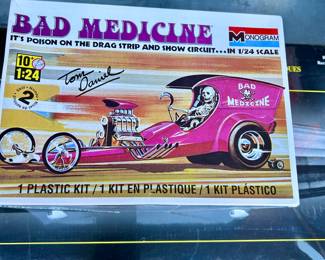 BAD MEDICINE
IT'S POISON ON THE DRAG STRIP AND SHOW CIRCUIT...IN 1/24 SCALE
MONOGRAM
10+
1:24
2
Tom Daniel
BAD
MEDICINE
1 PLASTIC KIT / 1 KIT EN PLASTIQUE / 1 KIT PLÁSTICO